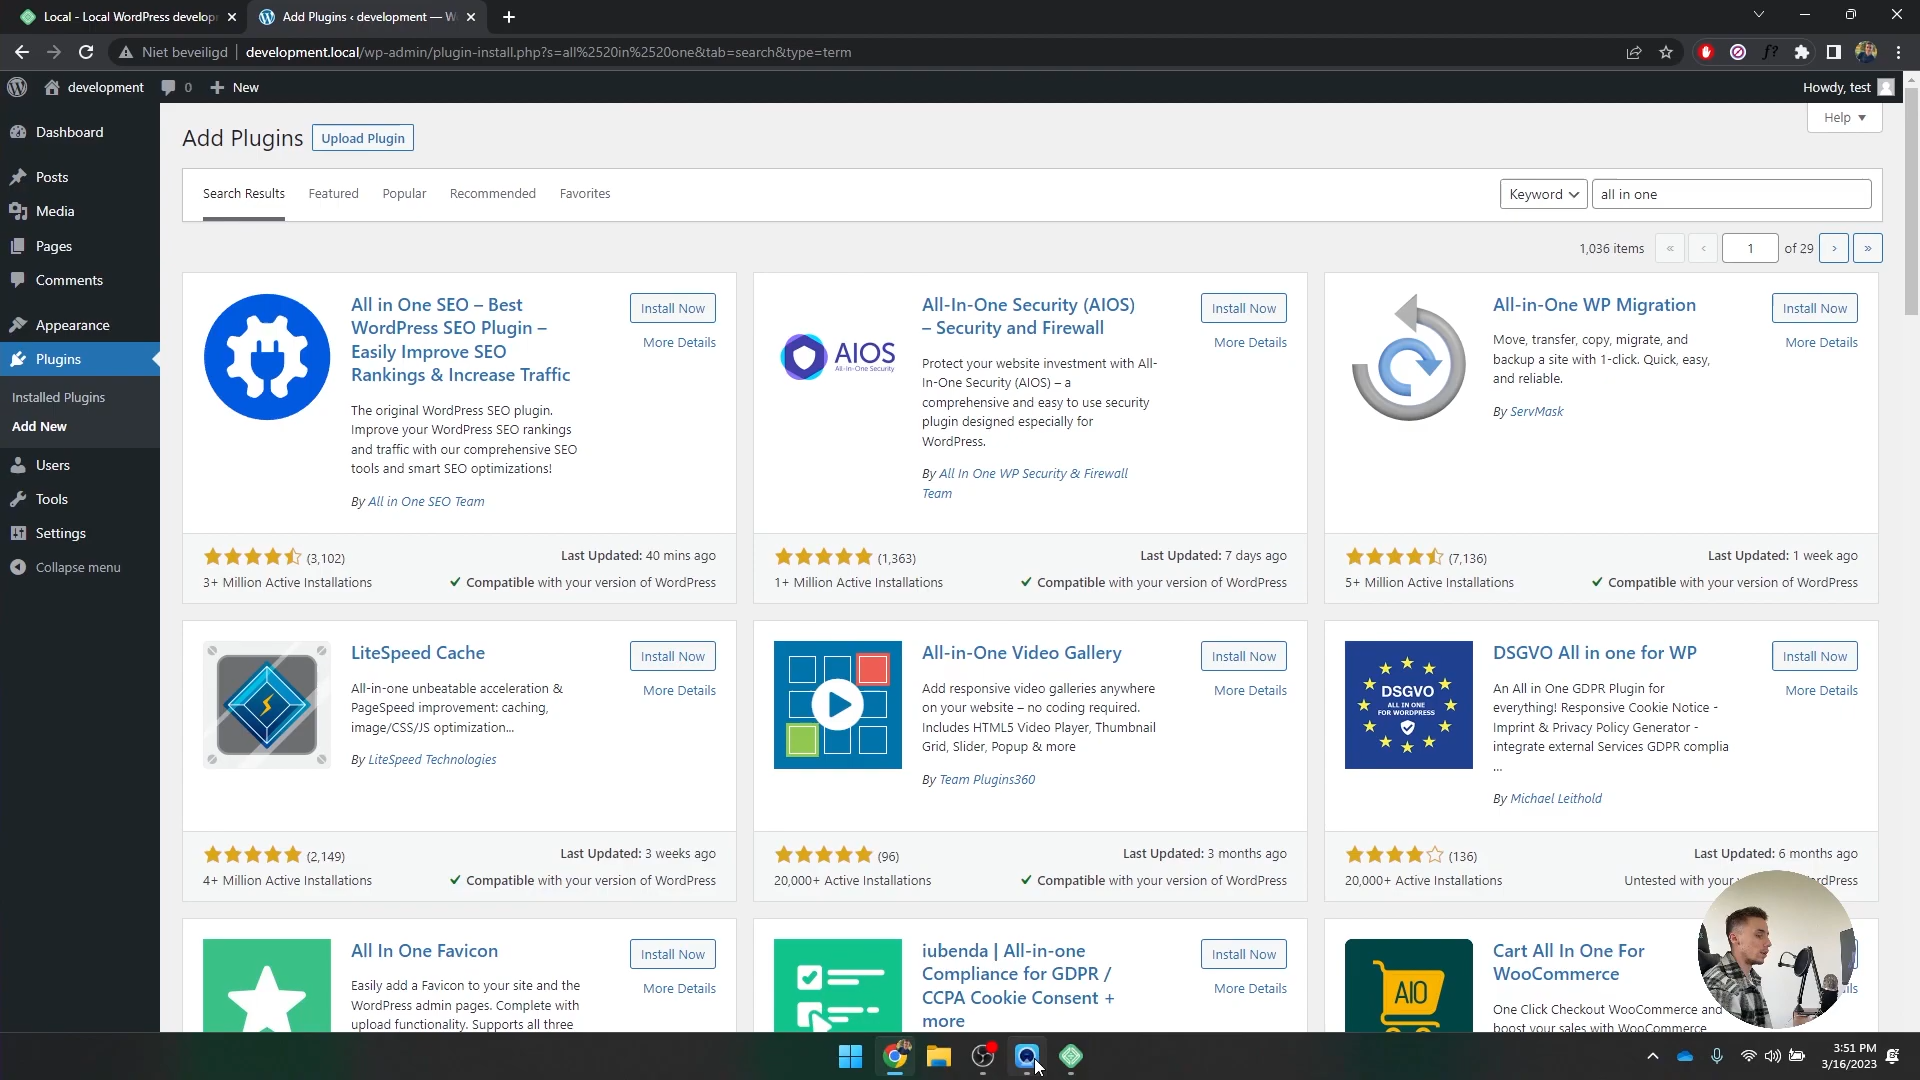 Local - Local WordPress develop
Add Plugins ‹ development — W
Niet beveiligd
development.local/wp-admin/plugin-install.php?s=all%2520in%2520one&tab=search&type=term
development
0
New
Howdy, test
Dashboard
Posts
Media
Pages
Comments
Appearance
Plugins
Installed Plugins
Add New
Users
Tools
Settings
Collapse menu
Help
Add Plugins
Upload Plugin
Search Results
Featured
Popular
Recommended
Favorites
Keyword
all in one
1,036 items
«
‹
1
of 29
›
»
All in One SEO – Best
WordPress SEO Plugin –
Easily Improve SEO
Rankings & Increase Traffic
Install Now
More Details
The original WordPress SEO plugin.
Improve your WordPress SEO rankings
and traffic with our comprehensive SEO
tools and smart SEO optimizations!
By All in One SEO Team
(3,102)
Last Updated: 40 mins ago
3+ Million Active Installations
Compatible with your version of WordPress
AIOS
All-In-One Security
All-In-One Security (AIOS)
– Security and Firewall
Install Now
More Details
Protect your website investment with All-
In-One Security (AIOS) – a
comprehensive and easy to use security
plugin designed especially for
WordPress.
By All In One WP Security & Firewall
Team
(1,363)
Last Updated: 7 days ago
1+ Million Active Installations
Compatible with your version of WordPress
All-in-One WP Migration
Install Now
More Details
Move, transfer, copy, migrate, and
backup a site with 1-click. Quick, easy,
and reliable.
By ServMask
(7,136)
Last Updated: 1 week ago
5+ Million Active Installations
Compatible with your version of WordPress
LiteSpeed Cache
Install Now
More Details
All-in-one unbeatable acceleration &
PageSpeed improvement: caching,
image/CSS/JS optimization...
By LiteSpeed Technologies
(2,149)
Last Updated: 3 weeks ago
4+ Million Active Installations
Compatible with your version of WordPress
All-in-One Video Gallery
Install Now
More Details
Add responsive video galleries anywhere
on your website – no coding required.
Includes HTML5 Video Player, Thumbnail
Grid, Slider, Popup & more
By Team Plugins360
(96)
Last Updated: 3 months ago
20,000+ Active Installations
Compatible with your version of WordPress
DSGVO
ALL IN ONE
FOR WORDPRESS
DSGVO All in one for WP
Install Now
More Details
An All in One GDPR Plugin for
everything! Responsive Cookie Notice -
Imprint & Privacy Policy Generator -
integrate external Services GDPR complia
...
By Michael Leithold
(136)
Last Updated: 6 months ago
20,000+ Active Installations
Untested with your
rdPress
All In One Favicon
Install Now
More Details
Easily add a Favicon to your site and the
WordPress admin pages. Complete with
upload functionality. Supports all three
iubenda | All-in-one
Compliance for GDPR /
CCPA Cookie Consent +
more
Install Now
More Details
AIO
Cart All In One For
WooCommerce
ils
One Click Checkout WooCommerce and
boost your sales with WooCommerce
3:51 PM
3/16/2023